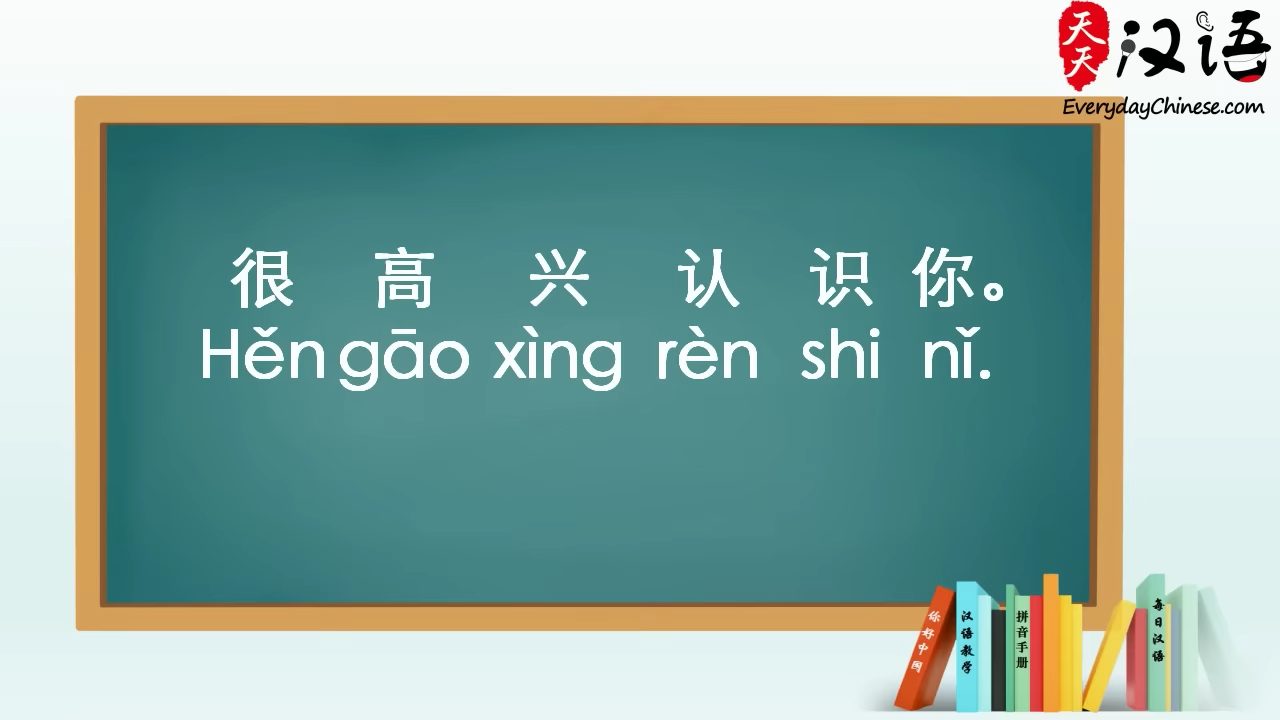 天天汉语
EverydayChinese.com
很高兴认识你。
Hěn gāo xìng rèn shi nǐ.
你好中国
汉语教学
拼音手册
每日汉语